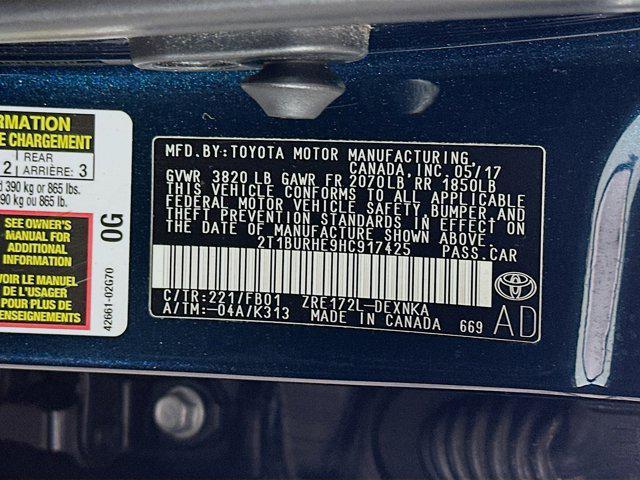 RMATION
E CHARGEMENT
2 REAR
ARRIÈRE: 3
390 kg or 865 lbs.
90 kg ou 865 lb.
SEE OWNER'S
MANUAL FOR
ADDITIONAL
INFORMATION
Voir LE MANUEL
DE L'USAGER
POUR PLUS DE
RENSEIGNEMENTS
0G
42661-02G70
MFD.BY:TOYOTA MOTOR MANUFACTURING,
CANADA, INC.05/17
GVWR 3820LB GAWR FR 2070LB RR 1850LB
THIS VEHICLE CONFORMS TO ALL APPLICABLE
FEDERAL MOTOR VEHICLE SAFETY,BUMPER,AND
THEFT PREVENTION STANDARDS IN EFFECT ON
THE DATE OF MANUFACTURE SHOWN ABOVE.
2T1BURHE9HC917425 PASS.CAR
C/TR:221/FB01 ZRE172L-DEXNKA
A/TM:-04A/K313 MADE IN CANADA 669
AD